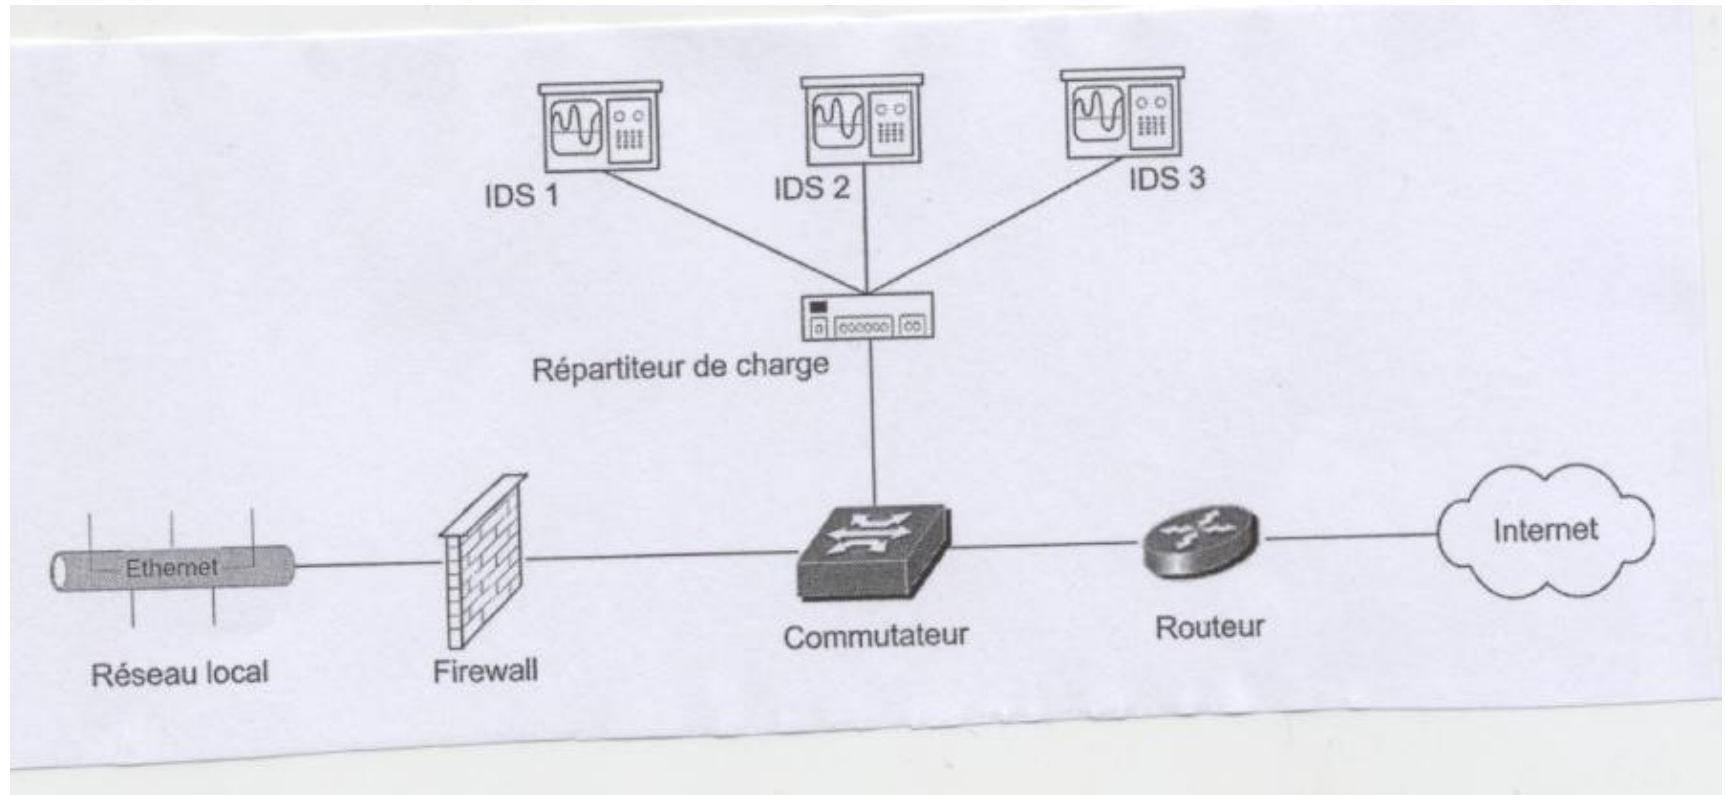 IDS 1
IDS 2
IDS 3
Répartiteur de charge
Ethernet
Internet
Réseau local
Firewall
Commutateur
Routeur